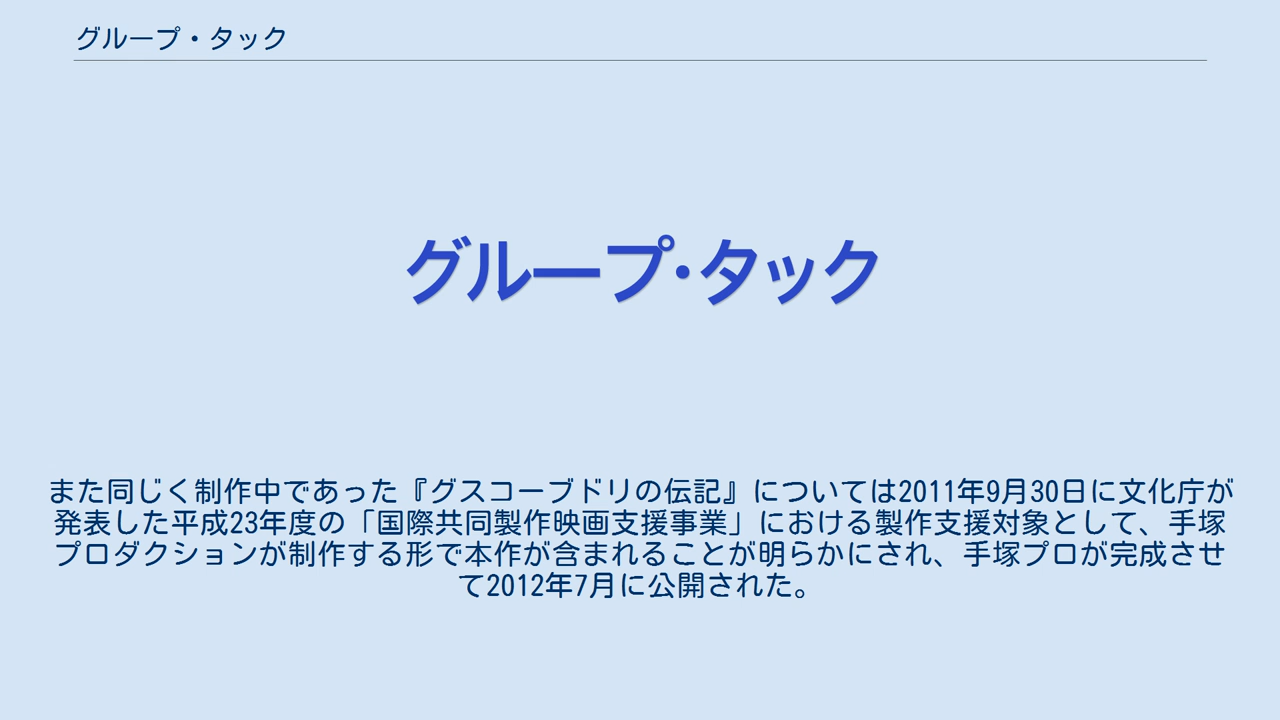 グループ・タック
グループ・タック
また同じく制作中であった『グスコーブドリの伝記』については2011年9月30日に文化庁が
発表した平成23年度の「国際共同製作映画支援事業」における製作支援対象として、手塚
プロダクションが制作する形で本作が含まれることが明らかにされ、手塚プロが完成させ
て2012年7月に公開された。